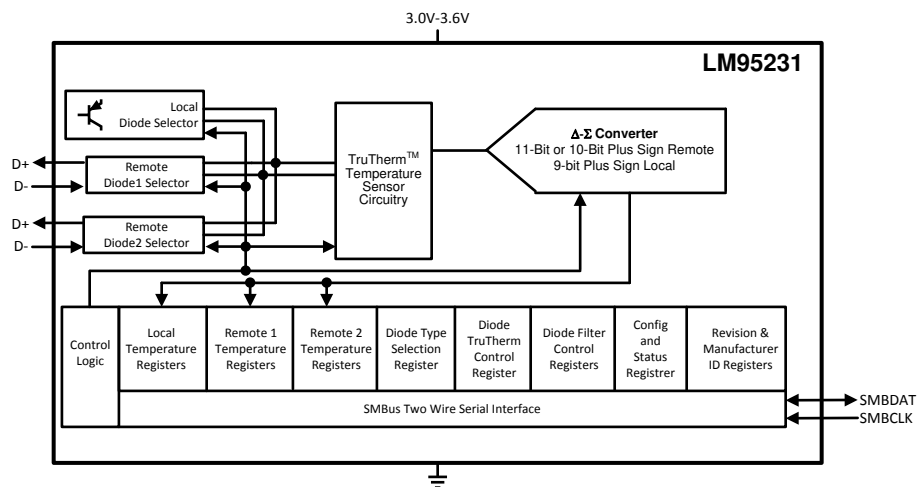 3.0V-3.6V
LM95231
Local
Diode Selector
D+
D-
Remote
Diode1 Selector
D+
D-
Remote
Diode2 Selector
TruTherm™
Temperature
Sensor
Circuitry
Δ-Σ Converter
11-Bit or 10-Bit Plus Sign Remote
9-bit Plus Sign Local
Control
Logic
Local
Temperature
Registers
Remote 1
Temperature
Registers
Remote 2
Temperature
Registers
Diode Type
Selection
Register
Diode
TruTherm
Control
Register
Diode Filter
Control
Registers
Config
and
Status
Registrer
Revision &
Manufacturer
ID Registers
SMBus Two Wire Serial Interface
SMBDAT
SMBCLK